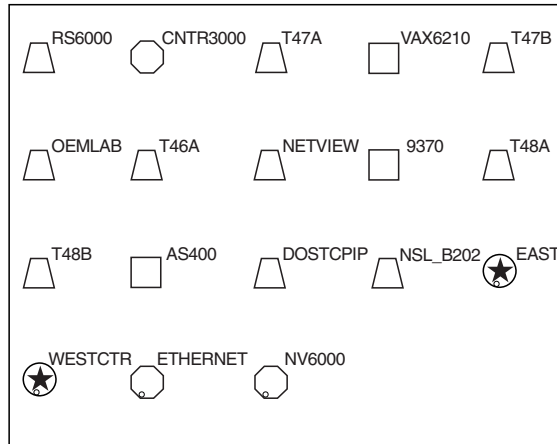 RS6000 CNTR3000 T47A VAX6210 T47B
OEMLAB T46A NETVIEW 9370 T48A
T48B AS400 DOSTCPIP NSL_B202 EAST
WESTCTR ETHERNET NV6000